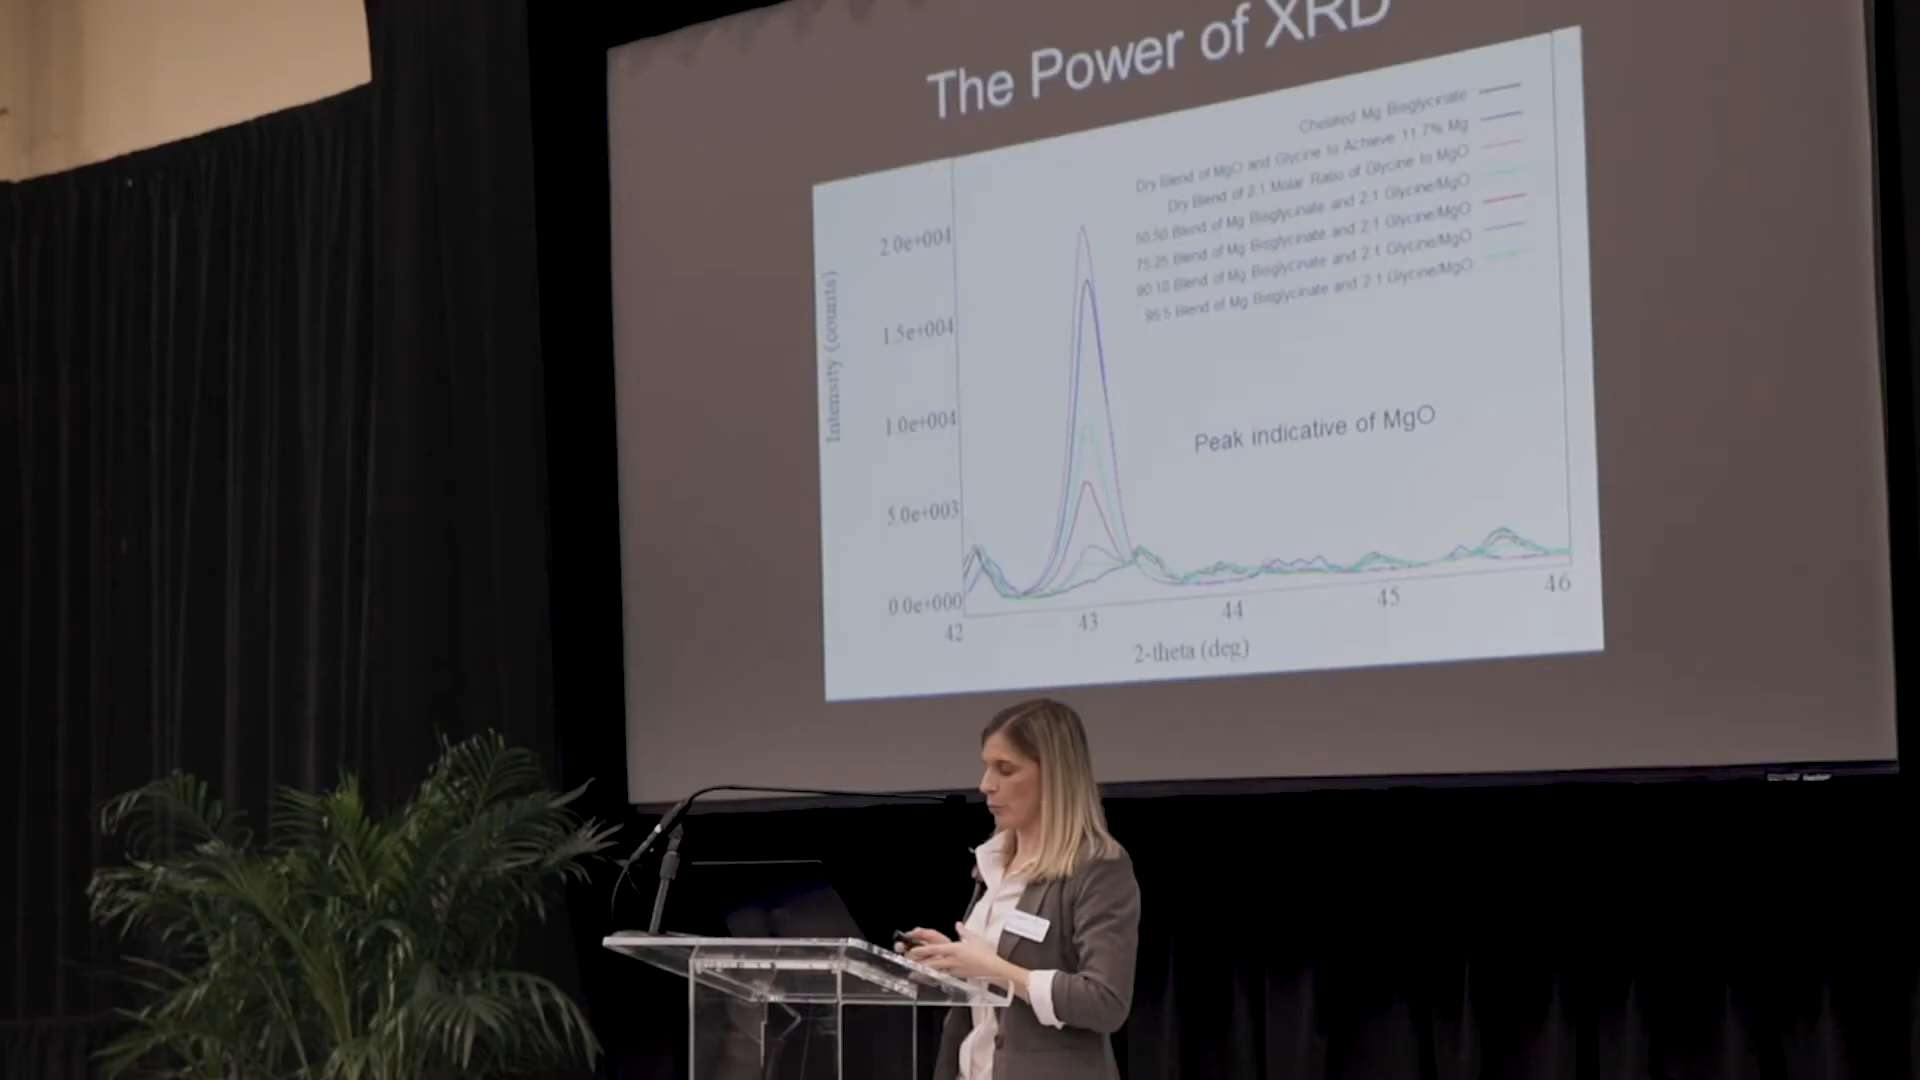 The Power of XRD
Chelated Mg Bisglycinate
Dry Blend of MgO and Glycine to Achieve 11.7% Mg
Dry Blend of 2:1 Molar Ratio of Glycine to MgO
50:50 Blend of Mg Bisglycinate and 2:1 Glycine/MgO
75:25 Blend of Mg Bisglycinate and 2:1 Glycine/MgO
90:10 Blend of Mg Bisglycinate and 2:1 Glycine/MgO
95:5 Blend of Mg Bisglycinate and 2:1 Glycine/MgO
Intensity (counts)
2.0e+004
1.5e+004
1.0e+004
5.0e+003
0.0e+000
Peak indicative of MgO
42 43 44 45 46
2-theta (deg)